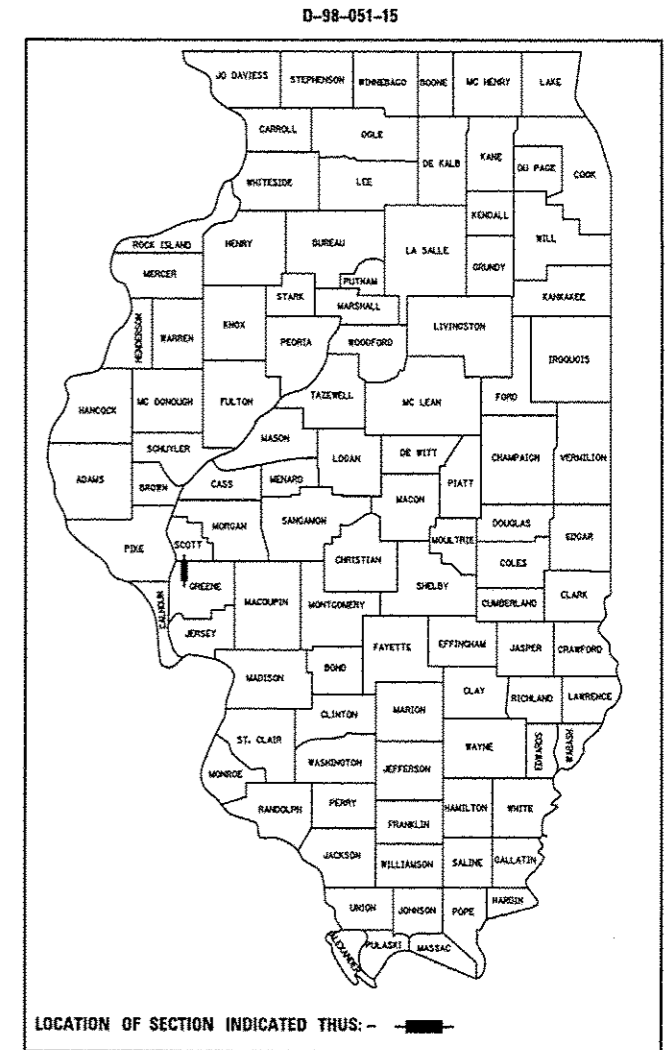 D-98-051-15
JO DAVIESS STEPHENSON WINNEBAGO BOONE MC HENRY LAKE
CARROLL OGLE DE KALB KANE DU PAGE COOK
WHITESIDE LEE
KENDALL WILL
ROCK ISLAND HENRY BUREAU LA SALLE GRUNDY
MERCER PUTNAM KANKAKEE
STARK MARSHALL
HENDERSON WARREN KNOX PEORIA WOODFORD LIVINGSTON IROQUOIS
HANCOCK MC DONOUGH FULTON TAZEWELL MC LEAN FORD
MASON
SCHUYLER LOGAN DE WITT CHAMPAIGN VERMILION
ADAMS BROWN CASS MENARD MACON PIATT
PIKE SCOTT MORGAN SANGAMON DOUGLAS EDGAR
MOULTRIE
CHRISTIAN COLES
CALHOUN GREENE MACOUPIN MONTGOMERY SHELBY CUMBERLAND CLARK
JERSEY FAYETTE EFFINGHAM JASPER CRAWFORD
MADISON BOND
CLAY RICHLAND LAWRENCE
CLINTON MARION
ST. CLAIR WAYNE EDWARDS WABASH
WASHINGTON JEFFERSON
MONROE
RANDOLPH PERRY HAMILTON WHITE
FRANKLIN
JACKSON WILLIAMSON SALINE GALLATIN
UNION JOHNSON POPE HARDIN
ALEXANDER PULASKI MASSAC
LOCATION OF SECTION INDICATED THUS: -